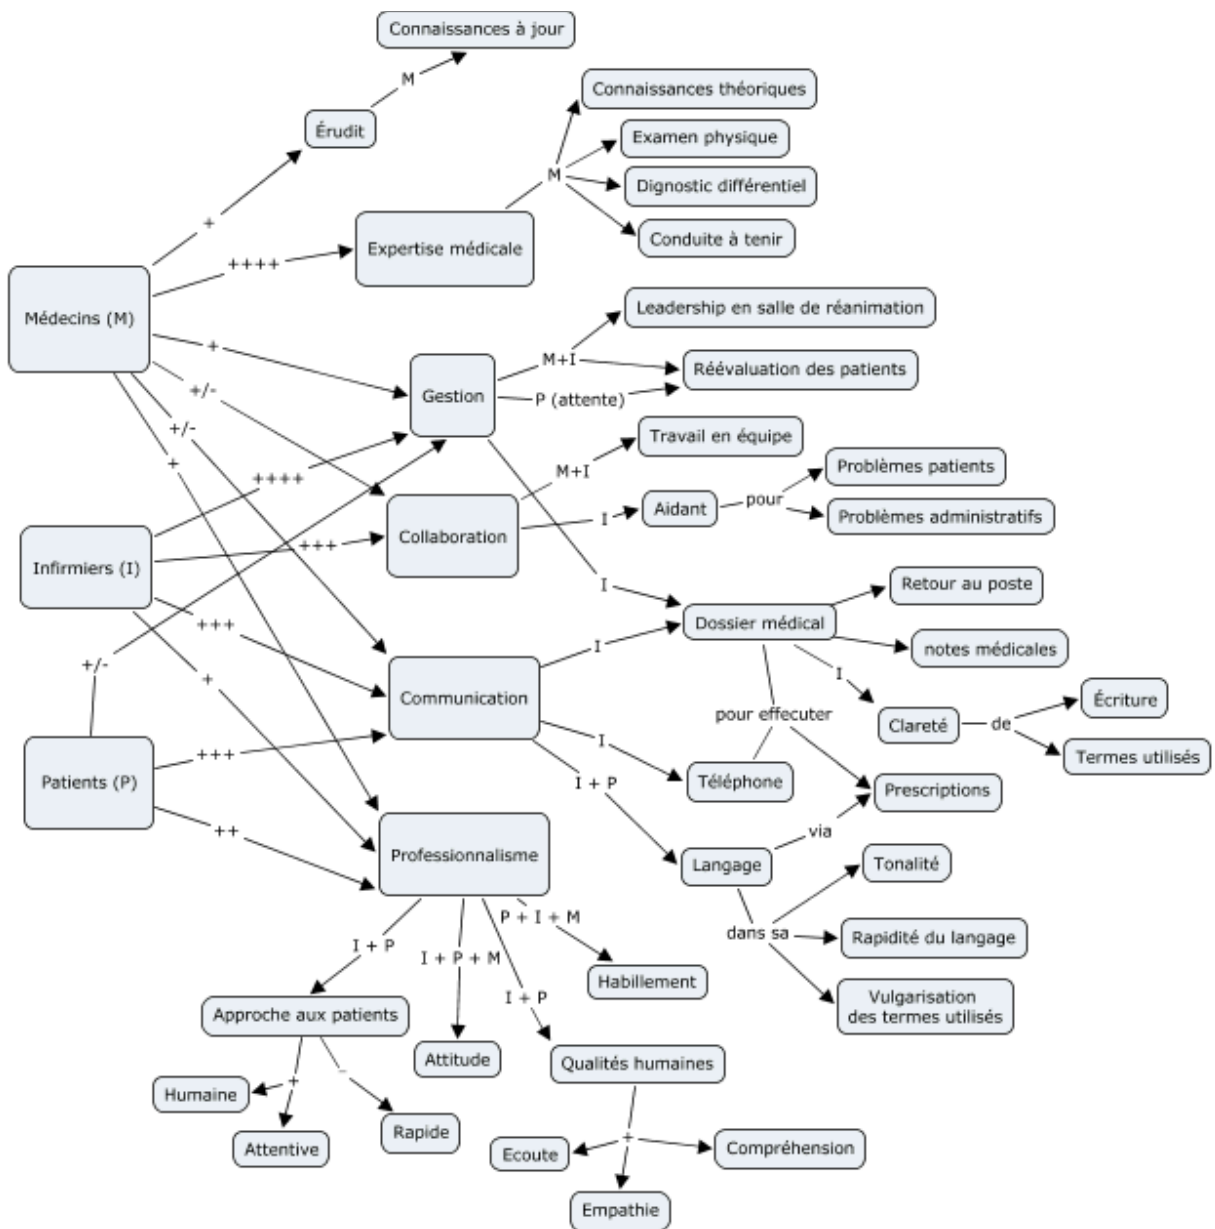 Connaissances à jour
M
Érudit
+
Connaissances théoriques
Examen physique
M
Dignostic différentiel
Conduite à tenir
Expertise médicale
++++
Médecins (M)
Leadership en salle de réanimation
+
M+I
Réévaluation des patients
Gestion
P (attente)
+/-
+/-
+
Travail en équipe
M+I
Problèmes patients
++++
Aidant
pour
Problèmes administratifs
I
Collaboration
+++
Infirmiers (I)
I
Retour au poste
Dossier médical
+++
I
notes médicales
+/-
+
I
Communication
Écriture
pour effecuter
Clareté
de
I
Termes utilisés
+++
Patients (P)
I + P
Téléphone
Prescriptions
++
via
Professionnalisme
Langage
Tonalité
P + I + M
dans sa
Rapidité du langage
I + P
I + P + M
Habillement
I + P
Vulgarisation
des termes utilisés
Approche aux patients
Attitude
Qualités humaines
+
-
Humaine
Rapide
Attentive
+
Ecoute
Compréhension
Empathie